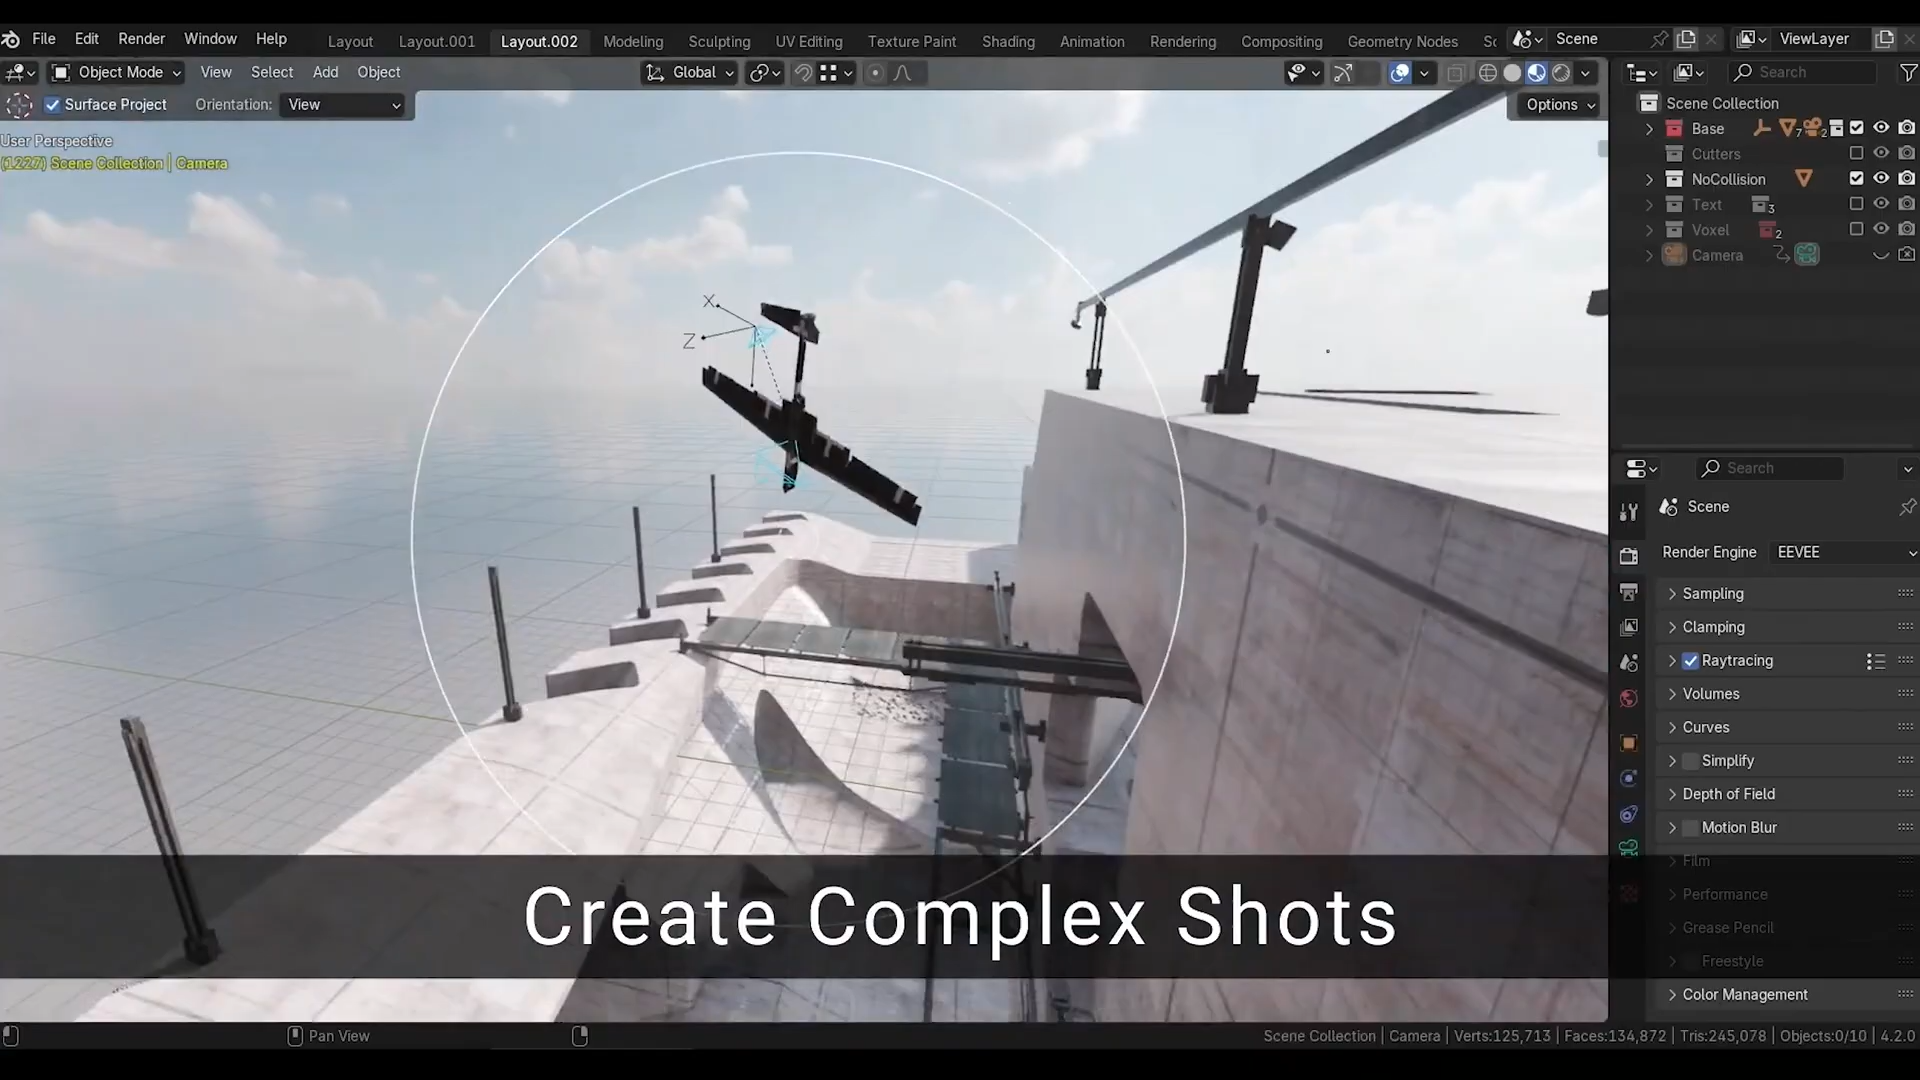 File Edit Render Window Help Layout Layout.001 Layout.002 Modeling Sculpting UV Editing Texture Paint Shading Animation Rendering Compositing Geometry Nodes Sc Scene ViewLayer
Object Mode View Select Add Object Global Search
Surface Project Orientation: View Options
User Perspective
(1227) Scene Collection | Camera
X
Z
Scene Collection
Base 7 2
Cutters
NoCollision
Text 3
Voxel 2
Camera
Search
Scene
Render Engine EEVEE
Sampling
Clamping
Raytracing
Volumes
Curves
Simplify
Depth of Field
Motion Blur
Film
Performance
Grease Pencil
Freestyle
Color Management
Create Complex Shots
Pan View
Scene Collection | Camera | Verts:125,713 | Faces:134,872 | Tris:245,078 | Objects:0/10 | 4.2.0